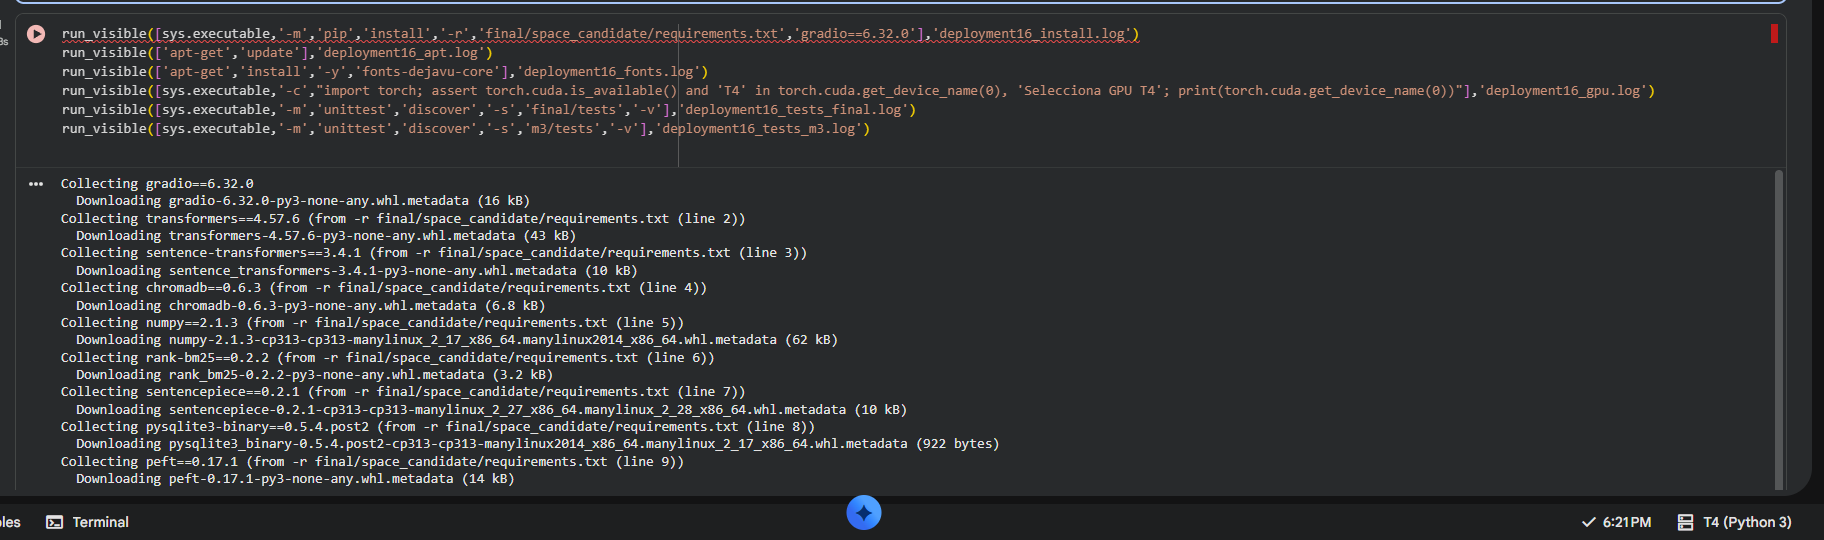 run_visible([sys.executable,'-m','pip','install','-r','final/space_candidate/requirements.txt','gradio==6.32.0'],'deployment16_install.log')
run_visible(['apt-get','update'],'deployment16_apt.log')
run_visible(['apt-get','install','-y','fonts-dejavu-core'],'deployment16_fonts.log')
run_visible([sys.executable,'-c',"import torch; assert torch.cuda.is_available() and 'T4' in torch.cuda.get_device_name(0), 'Selecciona GPU T4'; print(torch.cuda.get_device_name(0))"],'deployment16_gpu.log')
run_visible([sys.executable,'-m','unittest','discover','-s','final/tests','-v'],'deployment16_tests_final.log')
run_visible([sys.executable,'-m','unittest','discover','-s','m3/tests','-v'],'deployment16_tests_m3.log')
Collecting gradio==6.32.0
Downloading gradio-6.32.0-py3-none-any.whl.metadata (16 kB)
Collecting transformers==4.57.6 (from -r final/space_candidate/requirements.txt (line 2))
Downloading transformers-4.57.6-py3-none-any.whl.metadata (43 kB)
Collecting sentence-transformers==3.4.1 (from -r final/space_candidate/requirements.txt (line 3))
Downloading sentence_transformers-3.4.1-py3-none-any.whl.metadata (10 kB)
Collecting chromadb==0.6.3 (from -r final/space_candidate/requirements.txt (line 4))
Downloading chromadb-0.6.3-py3-none-any.whl.metadata (6.8 kB)
Collecting numpy==2.1.3 (from -r final/space_candidate/requirements.txt (line 5))
Downloading numpy-2.1.3-cp313-cp313-manylinux_2_17_x86_64.manylinux2014_x86_64.whl.metadata (62 kB)
Collecting rank-bm25==0.2.2 (from -r final/space_candidate/requirements.txt (line 6))
Downloading rank_bm25-0.2.2-py3-none-any.whl.metadata (3.2 kB)
Collecting sentencepiece==0.2.1 (from -r final/space_candidate/requirements.txt (line 7))
Downloading sentencepiece-0.2.1-cp313-cp313-manylinux_2_27_x86_64.manylinux_2_28_x86_64.whl.metadata (10 kB)
Collecting pysqlite3-binary==0.5.4.post2 (from -r final/space_candidate/requirements.txt (line 8))
Downloading pysqlite3_binary-0.5.4.post2-cp313-cp313-manylinux2014_x86_64.manylinux_2_17_x86_64.whl.metadata (922 bytes)
Collecting peft==0.17.1 (from -r final/space_candidate/requirements.txt (line 9))
Downloading peft-0.17.1-py3-none-any.whl.metadata (14 kB)
Terminal
6:21 PM
T4 (Python 3)